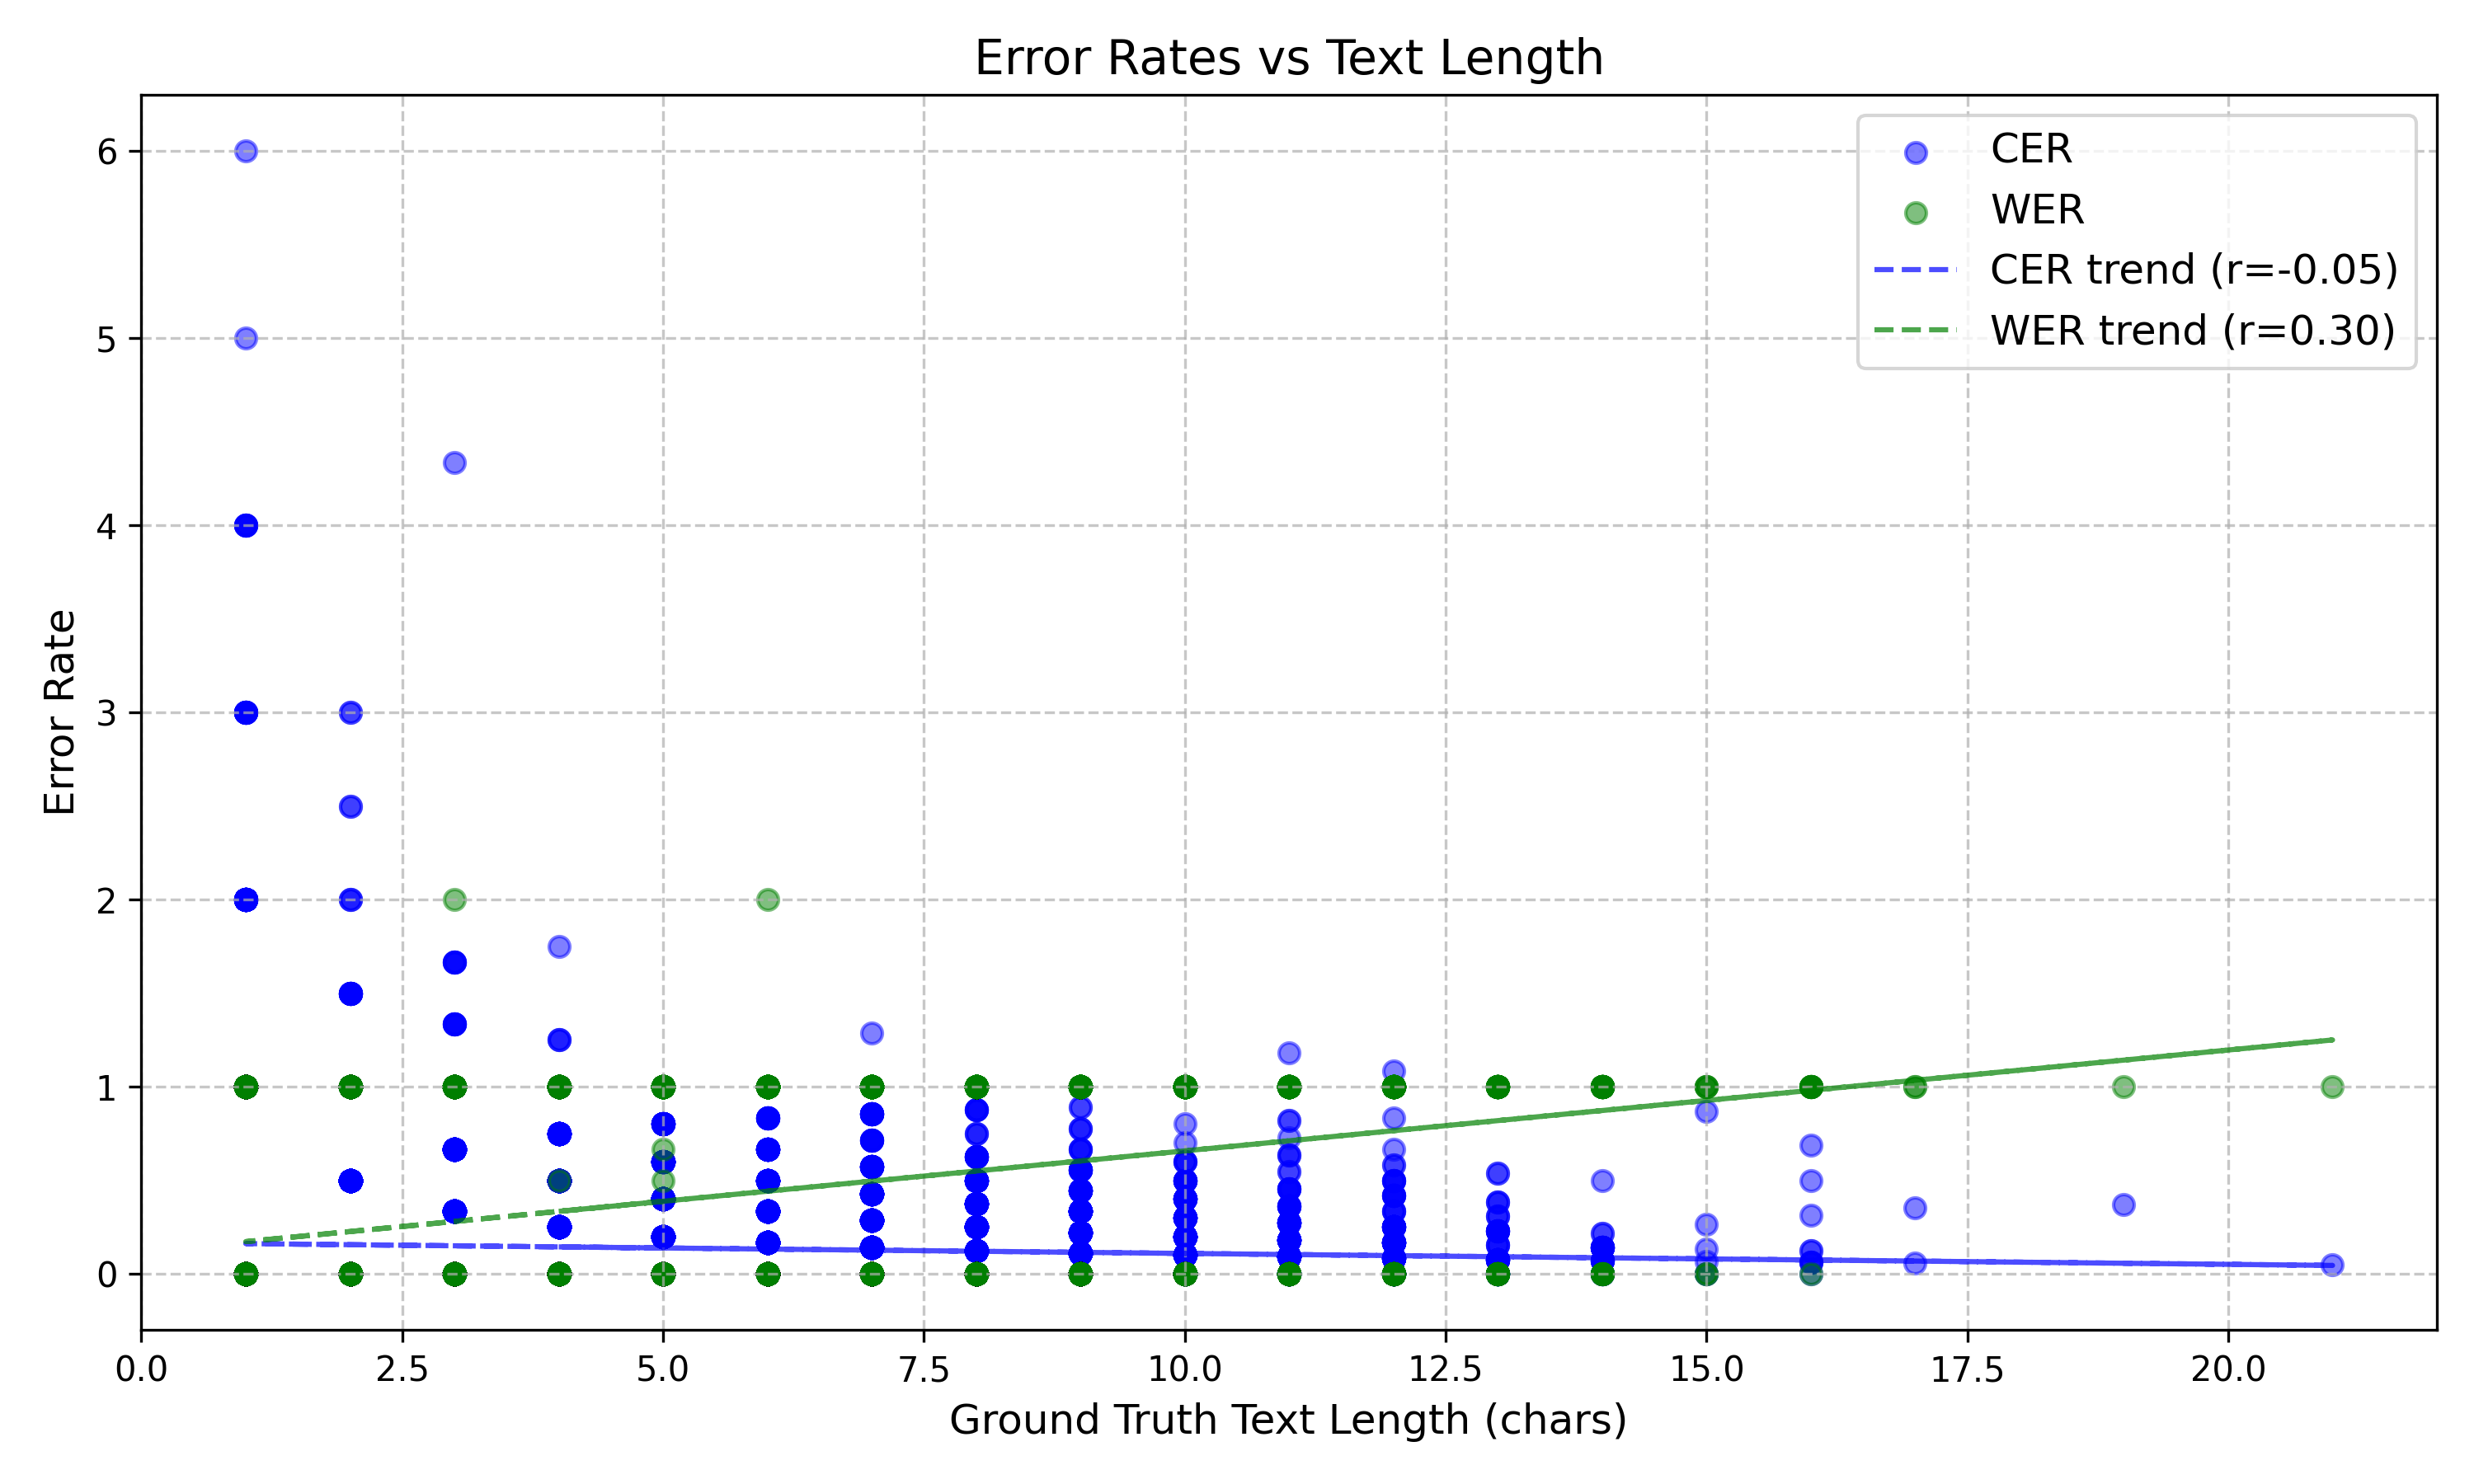 Error Rates vs Text Length
CER
WER
CER trend (r=-0.05)
WER trend (r=0.30)
Error Rate
6
5
4
3
2
1
0
0.0 2.5 5.0 7.5 10.0 12.5 15.0 17.5 20.0
Ground Truth Text Length (chars)